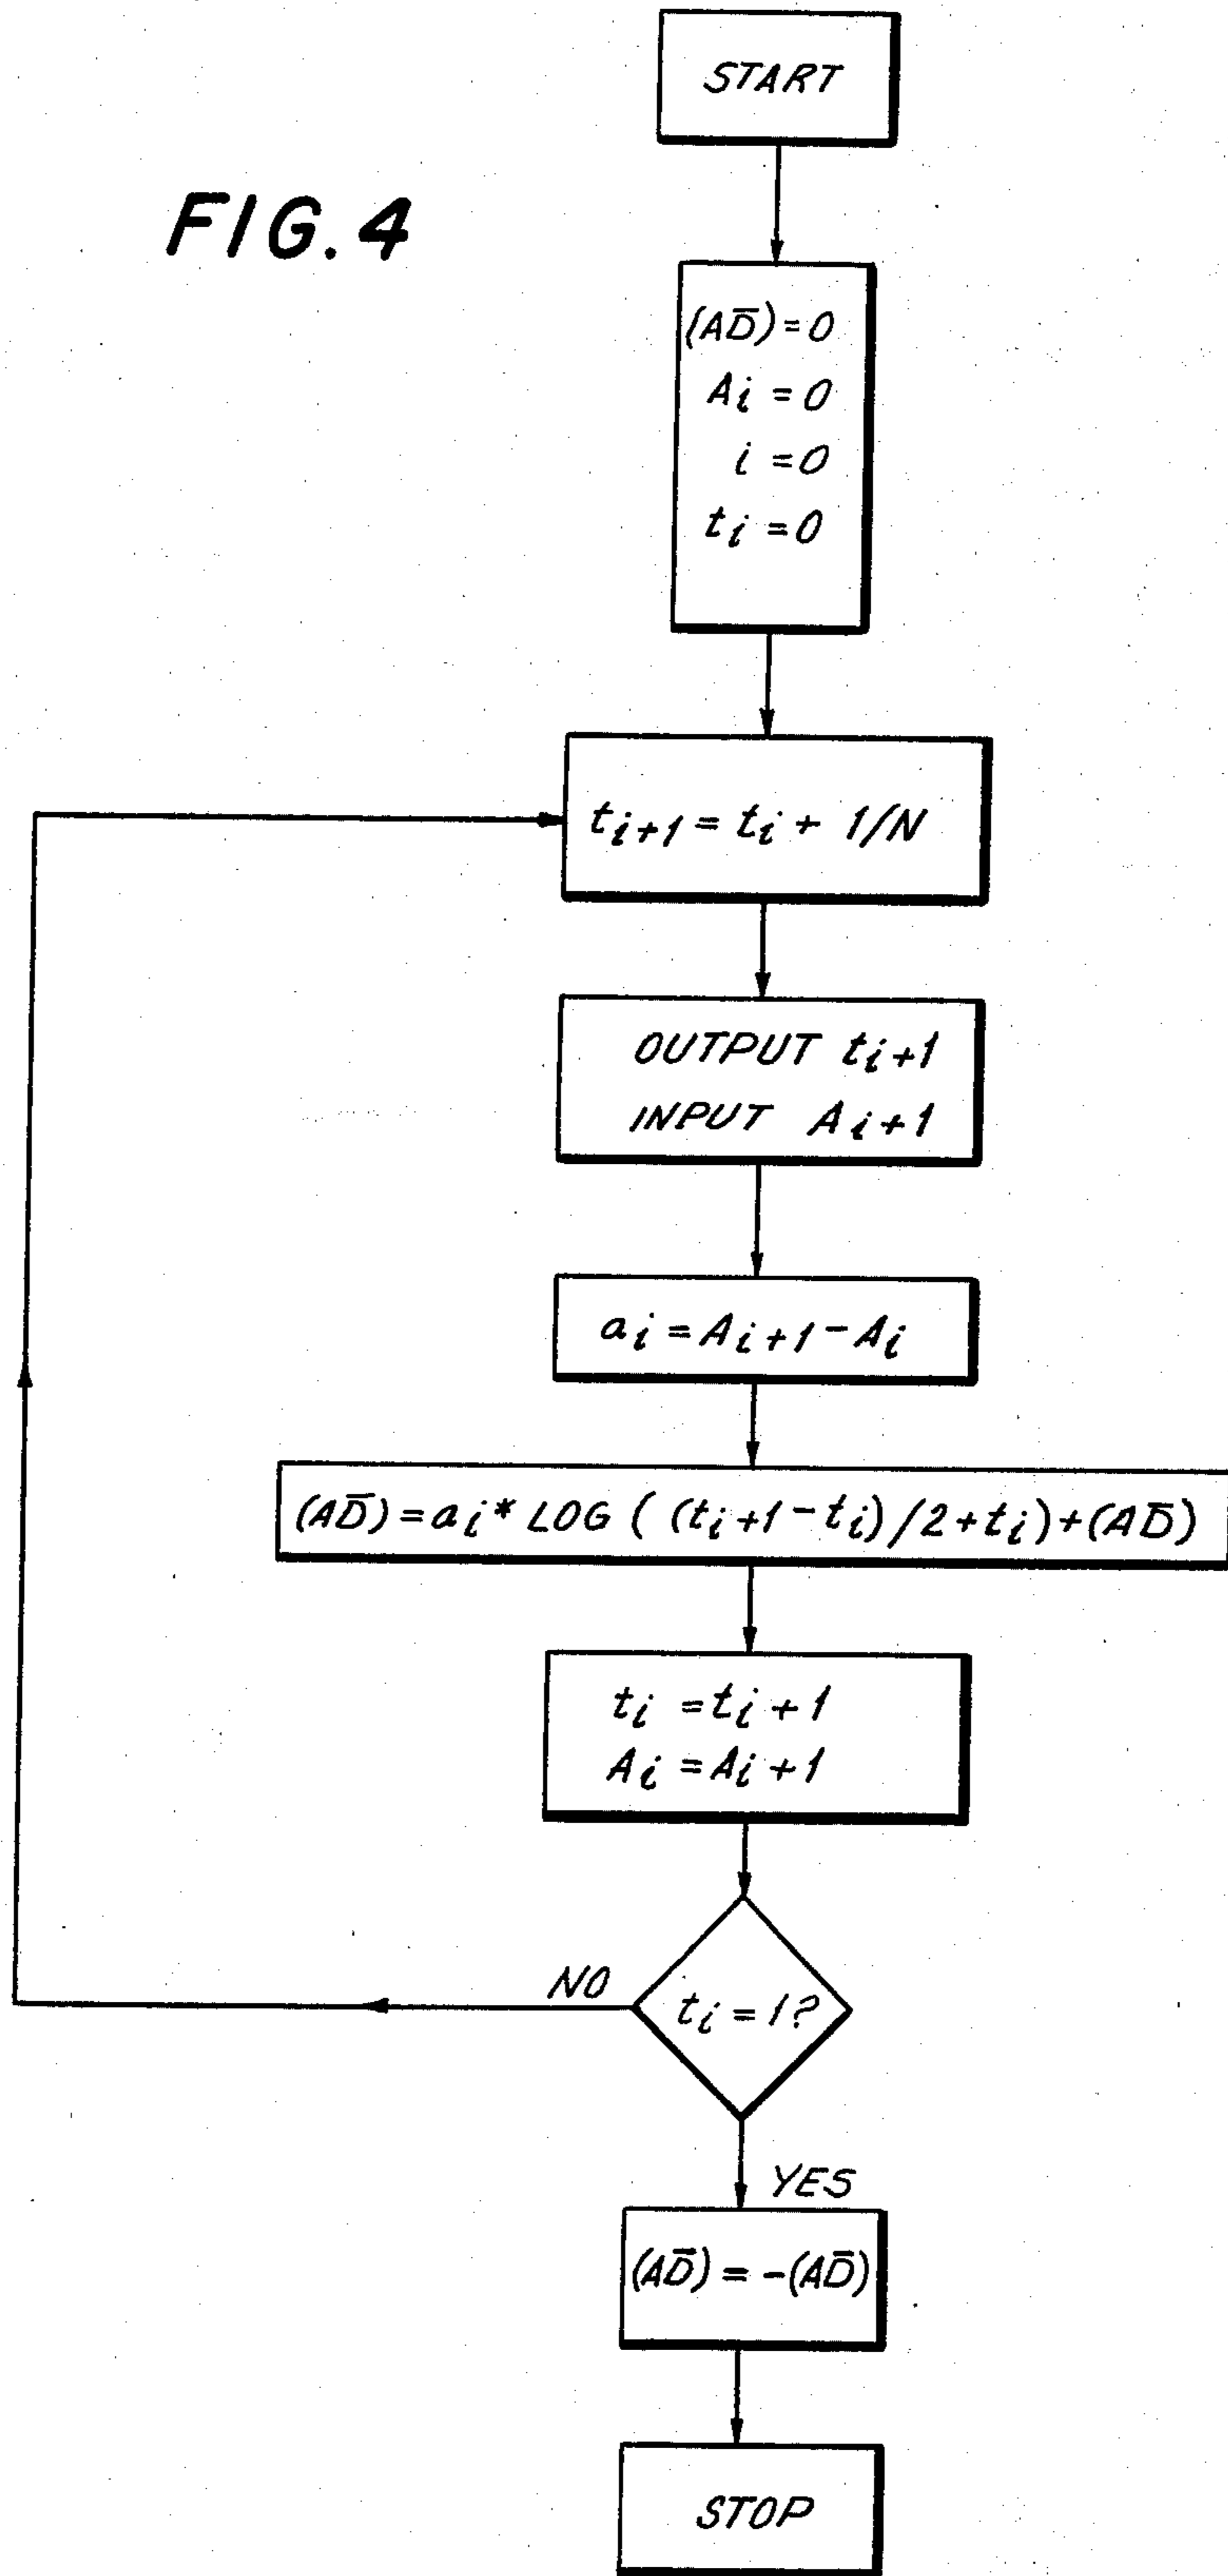 START
FIG. 4
(AD̅) = 0
Ai = 0
i = 0
ti = 0
ti+1 = ti + 1/N
OUTPUT ti+1
INPUT Ai+1
ai = Ai+1 - Ai
(AD̅) = ai * LOG ( (ti+1 - ti) /2 + ti) + (AD̅)
ti = ti+1
Ai = Ai+1
NO
ti = 1?
YES
(AD̅) = -(AD̅)
STOP